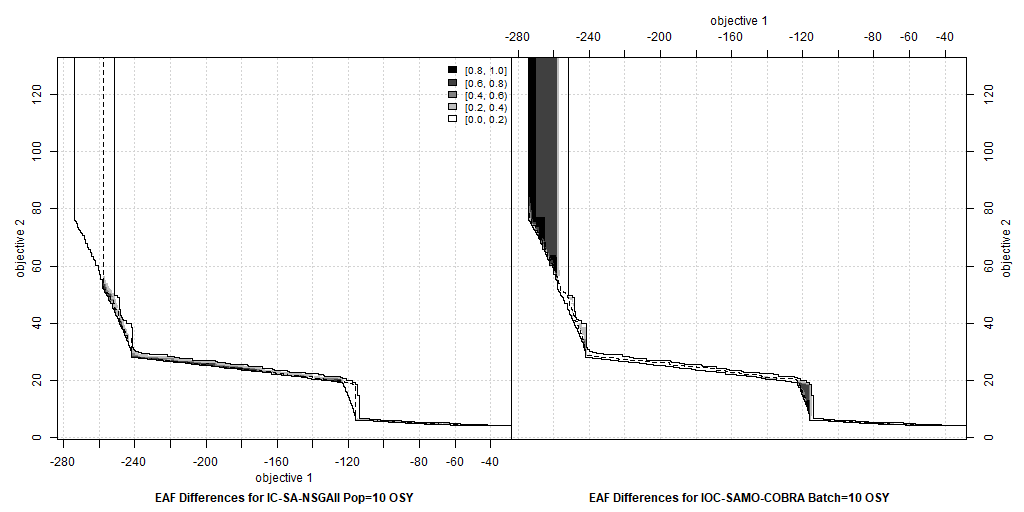 objective 1
-280 -240 -200 -160 -120 -80 -60 -40
[0.8, 1.0]
[0.6, 0.8)
[0.4, 0.6)
[0.2, 0.4)
[0.0, 0.2)
objective 2
120
100
80
60
40
20
0
objective 2
120
100
80
60
40
20
0
-280 -240 -200 -160 -120 -80 -60 -40
objective 1
EAF Differences for IC-SA-NSGAII Pop=10 OSY
EAF Differences for IOC-SAMO-COBRA Batch=10 OSY